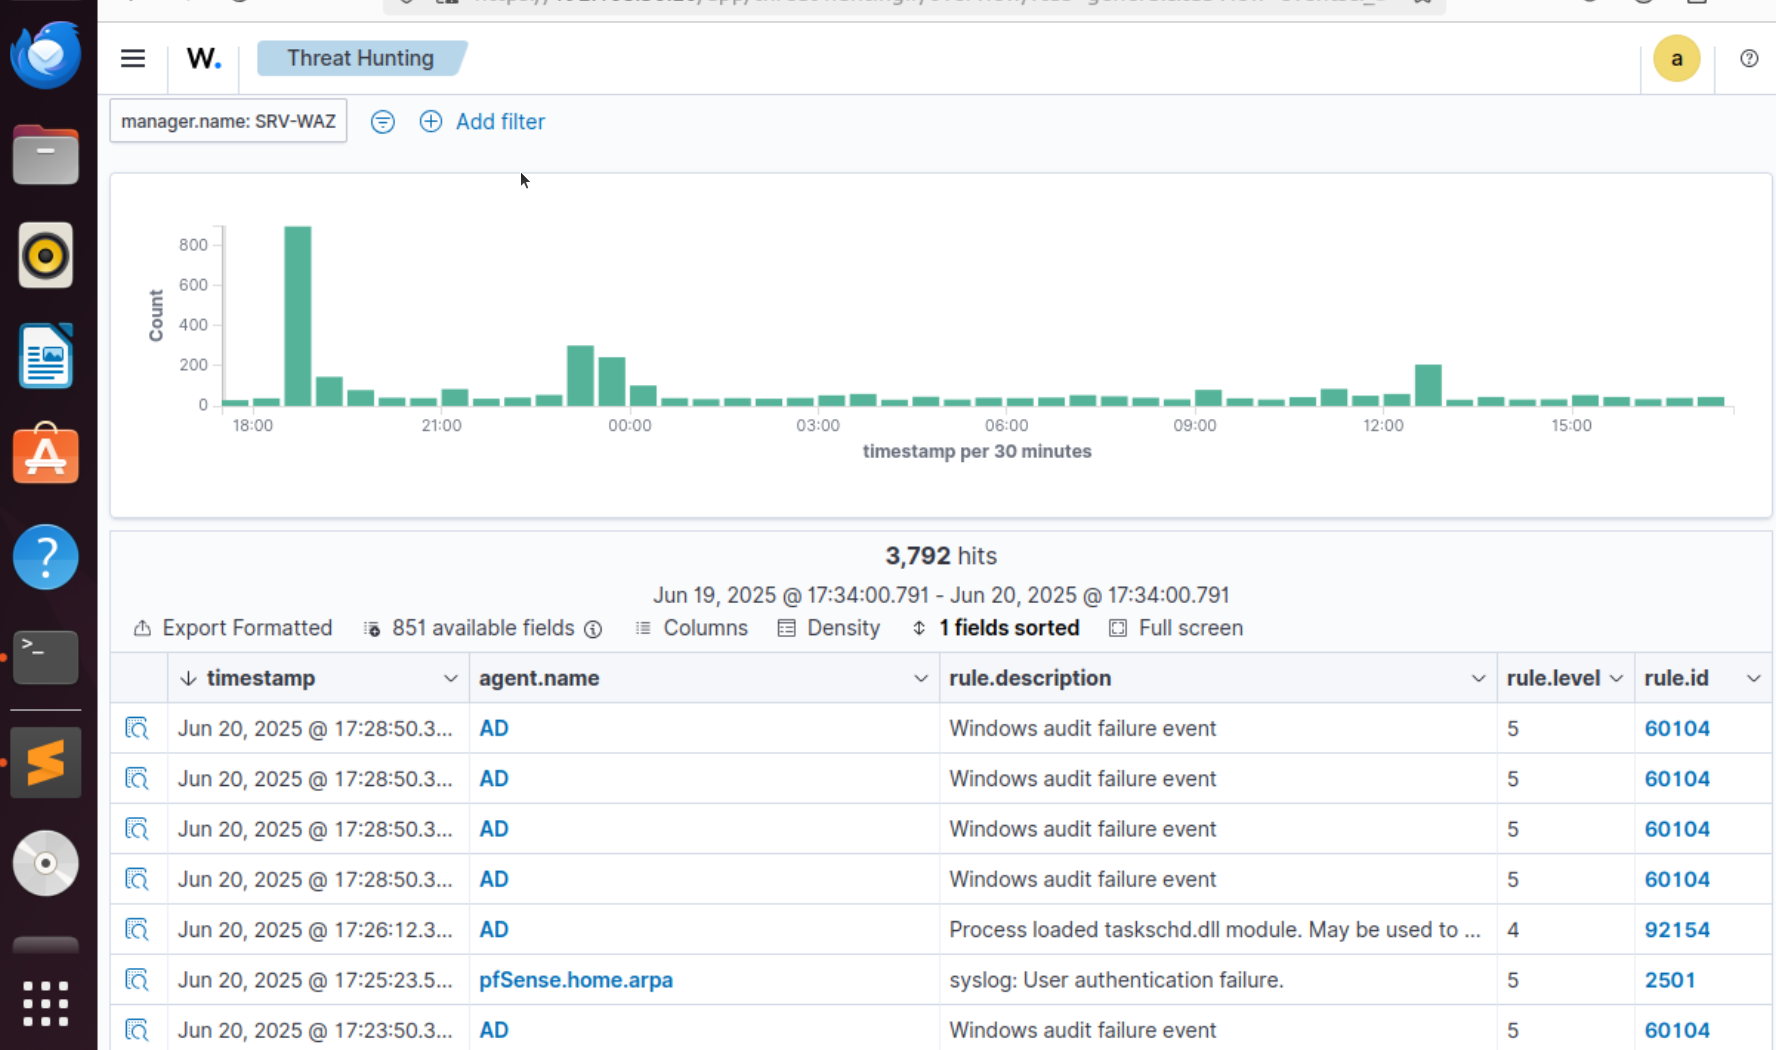 W.
Threat Hunting
a
manager.name: SRV-WAZ
Add filter
Count
800
600
400
200
0
18:00 21:00 00:00 03:00 06:00 09:00 12:00 15:00
timestamp per 30 minutes
3,792 hits
Jun 19, 2025 @ 17:34:00.791 - Jun 20, 2025 @ 17:34:00.791
Export Formatted 851 available fields Columns Density 1 fields sorted Full screen
timestamp agent.name rule.description rule.level rule.id
Jun 20, 2025 @ 17:28:50.3... AD Windows audit failure event 5 60104
Jun 20, 2025 @ 17:28:50.3... AD Windows audit failure event 5 60104
Jun 20, 2025 @ 17:28:50.3... AD Windows audit failure event 5 60104
Jun 20, 2025 @ 17:28:50.3... AD Windows audit failure event 5 60104
Jun 20, 2025 @ 17:26:12.3... AD Process loaded taskschd.dll module. May be used to ... 4 92154
Jun 20, 2025 @ 17:25:23.5... pfSense.home.arpa syslog: User authentication failure. 5 2501
Jun 20, 2025 @ 17:23:50.3... AD Windows audit failure event 5 60104